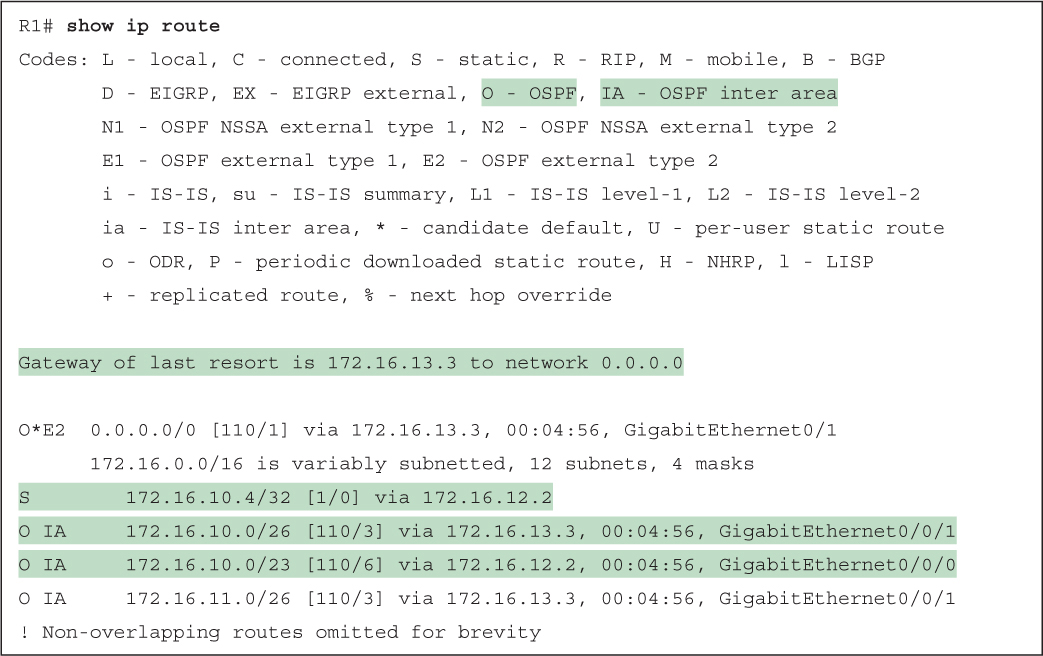 R1# show ip route
Codes: L - local, C - connected, S - static, R - RIP, M - mobile, B - BGP
D - EIGRP, EX - EIGRP external, O - OSPF, IA - OSPF inter area
N1 - OSPF NSSA external type 1, N2 - OSPF NSSA external type 2
E1 - OSPF external type 1, E2 - OSPF external type 2
i - IS-IS, su - IS-IS summary, L1 - IS-IS level-1, L2 - IS-IS level-2
ia - IS-IS inter area, * - candidate default, U - per-user static route
o - ODR, P - periodic downloaded static route, H - NHRP, l - LISP
+ - replicated route, % - next hop override
Gateway of last resort is 172.16.13.3 to network 0.0.0.0
O*E2  0.0.0.0/0 [110/1] via 172.16.13.3, 00:04:56, GigabitEthernet0/1
172.16.0.0/16 is variably subnetted, 12 subnets, 4 masks
S        172.16.10.4/32 [1/0] via 172.16.12.2
O IA     172.16.10.0/26 [110/3] via 172.16.13.3, 00:04:56, GigabitEthernet0/0/1
O IA     172.16.10.0/23 [110/6] via 172.16.12.2, 00:04:56, GigabitEthernet0/0/0
O IA     172.16.11.0/26 [110/3] via 172.16.13.3, 00:04:56, GigabitEthernet0/0/1
! Non-overlapping routes omitted for brevity